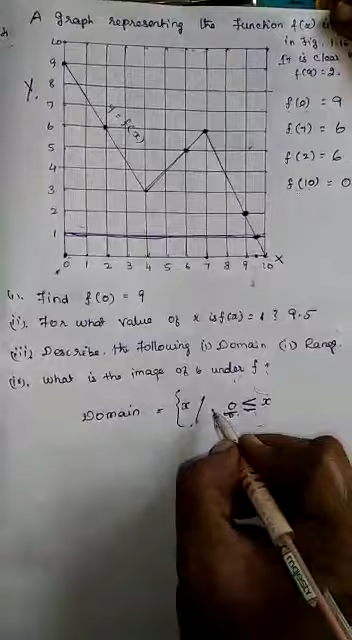 A graph representing the function f(x) is
in Fig. 1.16
It is clear
f(9) = 2.
f(0) = 9
f(7) = 6
f(2) = 6
f(10) = 0
Y
10
9
8
7
6
5
4
3
2
1
0 1 2 3 4 5 6 7 8 9 10 X
y = f(x)
(i). Find f(0) = 9
(ii). For what value of x is f(x) = 1 ? 9.5
(iii) Describe the following (i) Domain (ii) Range.
(iv). What is the image of 6 under f ?
Domain = { x / 0 ≤ x